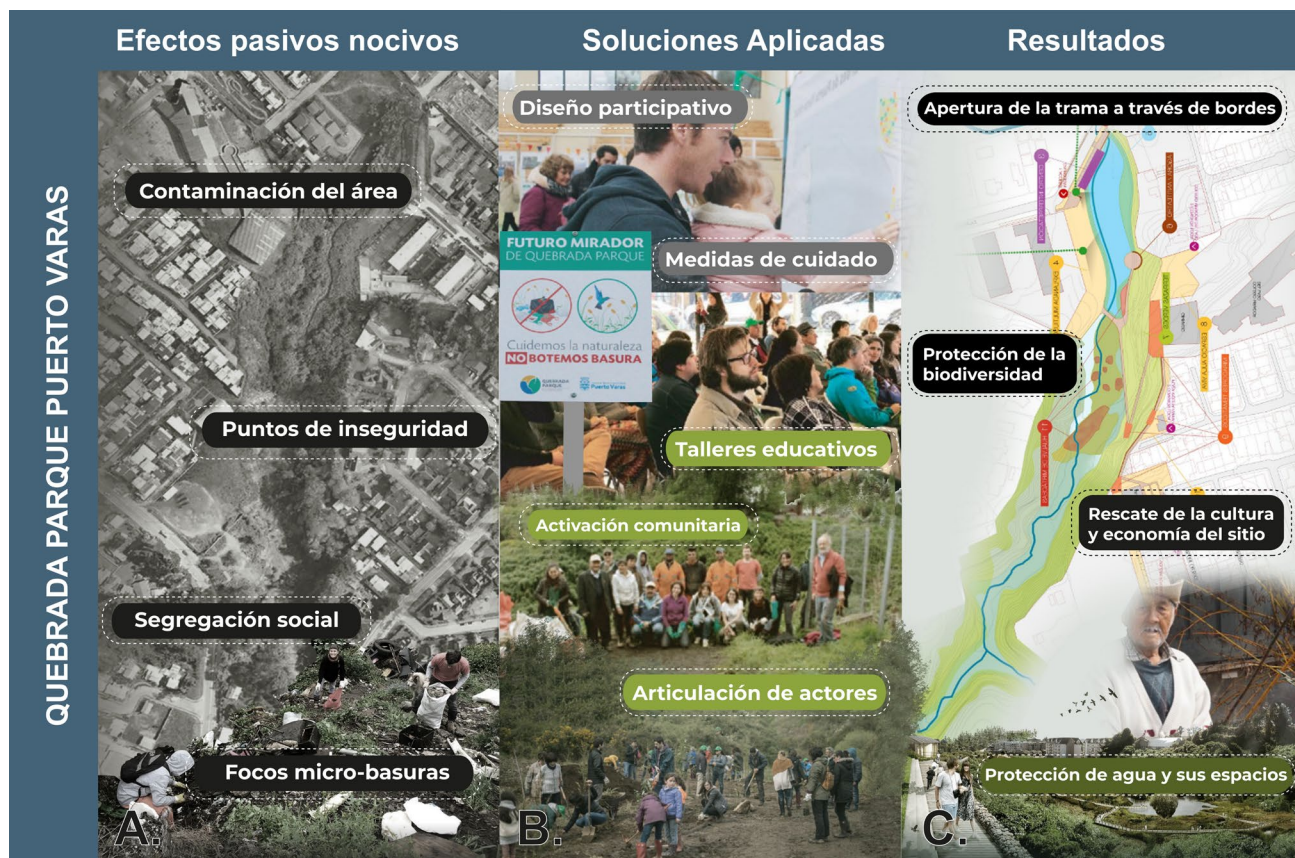 QUEBRADA PARQUE PUERTO VARAS
Efectos pasivos nocivos
Contaminación del área
Puntos de inseguridad
Segregación social
Focos micro-basuras
A.
Soluciones Aplicadas
Diseño participativo
FUTURO MIRADOR
DE QUEBRADA PARQUE
Medidas de cuidado
Cuidemos la naturaleza
NO BOTEMOS BASURA
QUEBRADA
PARQUE
Puerto Varas
Talleres educativos
Activación comunitaria
Articulación de actores
B.
Resultados
Apertura de la trama a través de bordes
Protección de la
biodiversidad
Rescate de la cultura
y economía del sitio
Protección de agua y sus espacios
C.